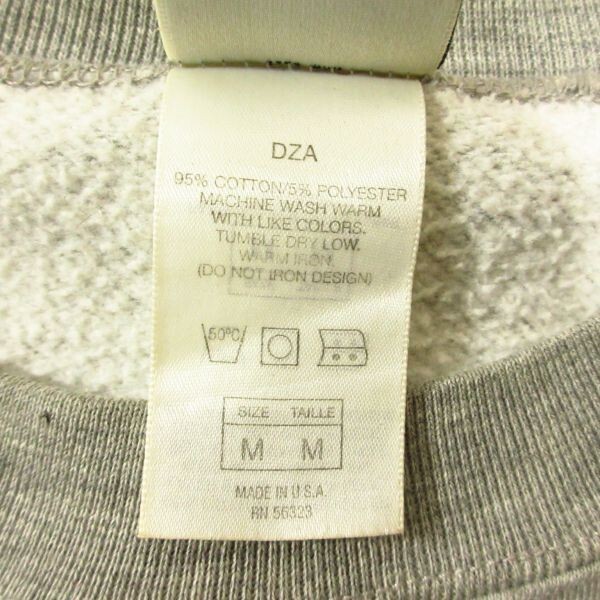 DZA
95% COTTON/5% POLYESTER
MACHINE WASH WARM
WITH LIKE COLORS.
TUMBLE DRY LOW.
WARM IRON.
(DO NOT IRON DESIGN)
50°C
SIZE TAILLE
M M
MADE IN U.S.A.
RN 56323